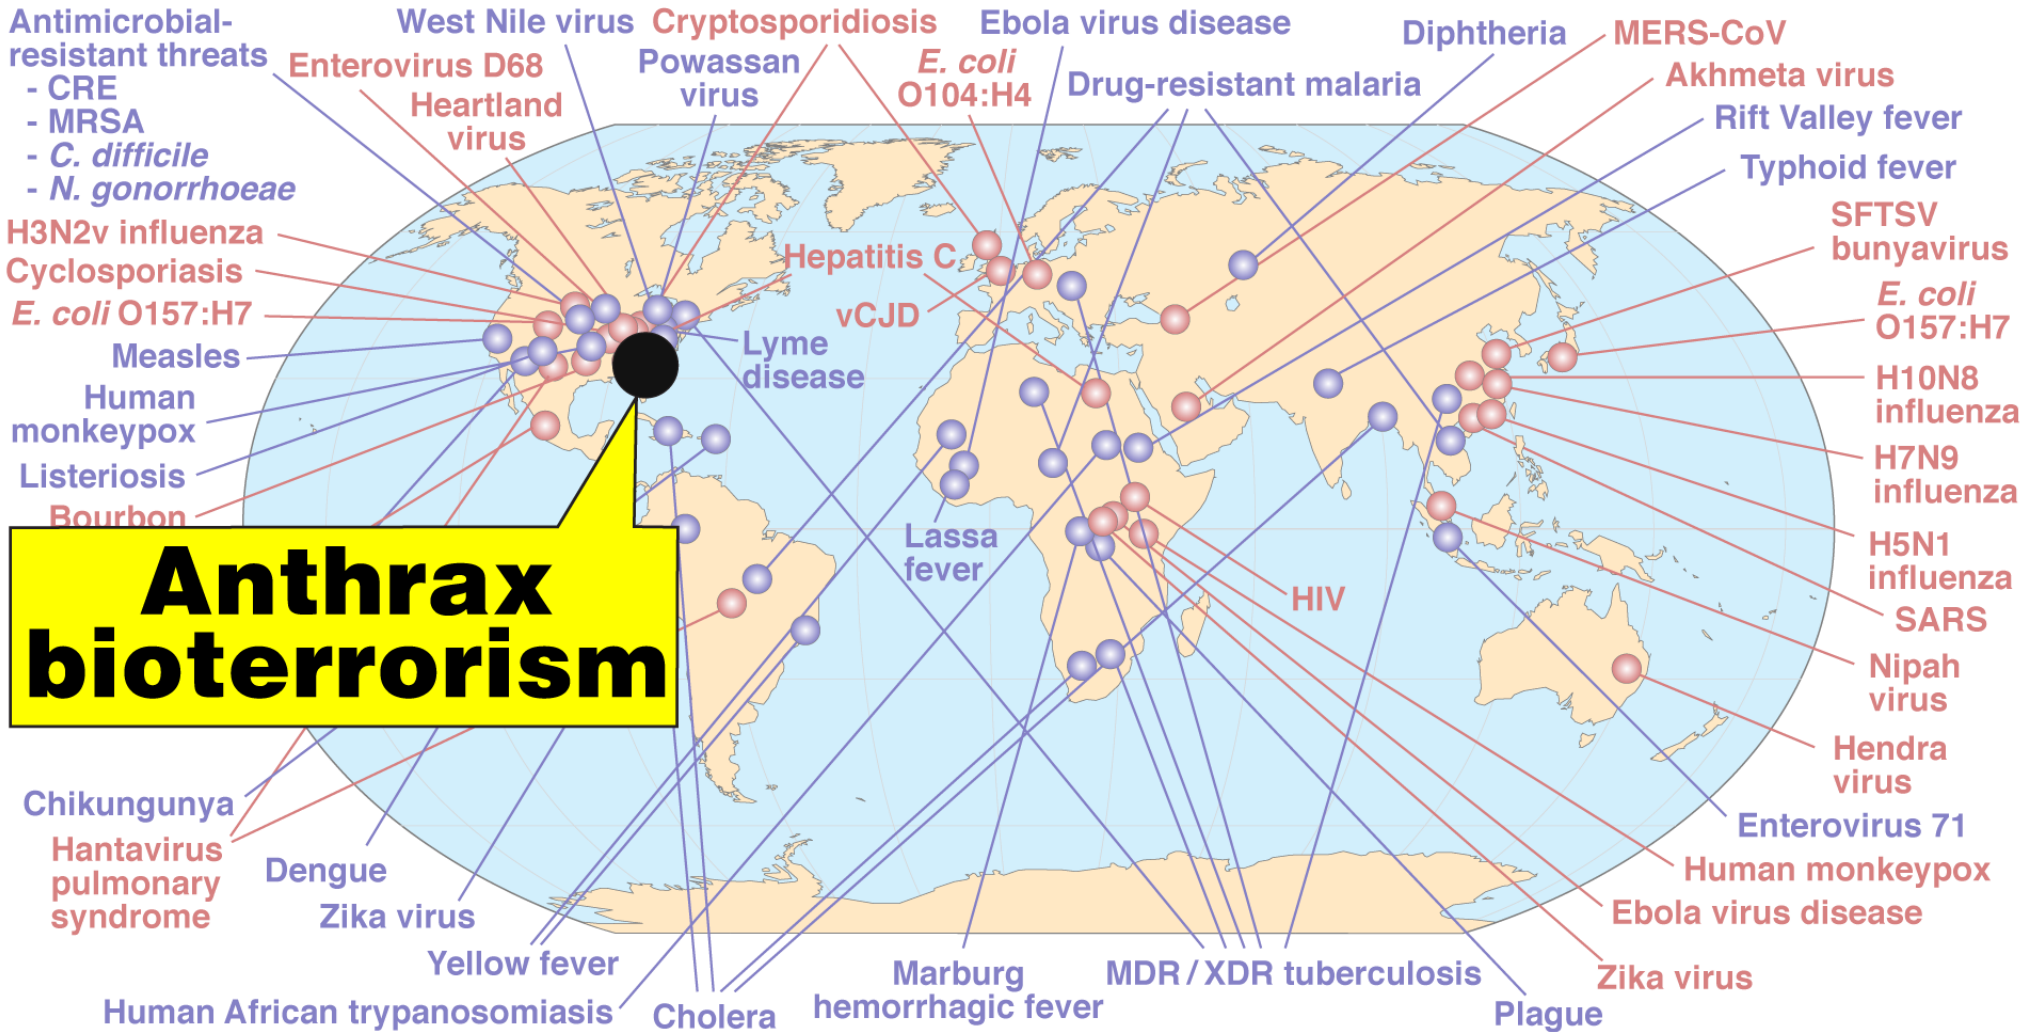 Antimicrobial-
resistant threats
- CRE
- MRSA
- C. difficile
- N. gonorrhoeae
West Nile virus
Cryptosporidiosis
Ebola virus disease
Diphtheria
MERS-CoV
Enterovirus D68
Heartland
virus
Powassan
virus
E. coli
O104:H4
Drug-resistant malaria
Akhmeta virus
Rift Valley fever
Typhoid fever
H3N2v influenza
Cyclosporiasis
E. coli O157:H7
Measles
Human
monkeypox
Listeriosis
Bourbon
Hepatitis C
vCJD
Lyme
disease
SFTSV
bunyavirus
E. coli
O157:H7
H10N8
influenza
H7N9
influenza
H5N1
influenza
SARS
Nipah
virus
Hendra
virus
Enterovirus 71
Lassa
fever
HIV
Anthrax
bioterrorism
Chikungunya
Hantavirus
pulmonary
syndrome
Dengue
Zika virus
Yellow fever
Human African trypanosomiasis
Cholera
Marburg
hemorrhagic fever
MDR / XDR tuberculosis
Human monkeypox
Ebola virus disease
Zika virus
Plague